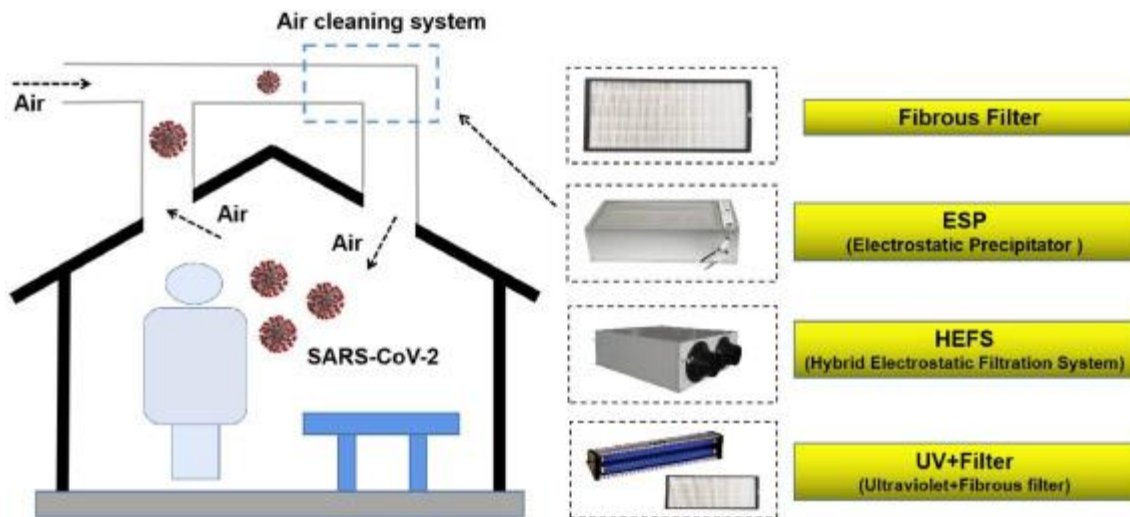 Air cleaning system
Air
Air
Air
SARS-CoV-2
Fibrous Filter
ESP
(Electrostatic Precipitator )
HEFS
(Hybrid Electrostatic Filtration System)
UV+Filter
(Ultraviolet+Fibrous filter)